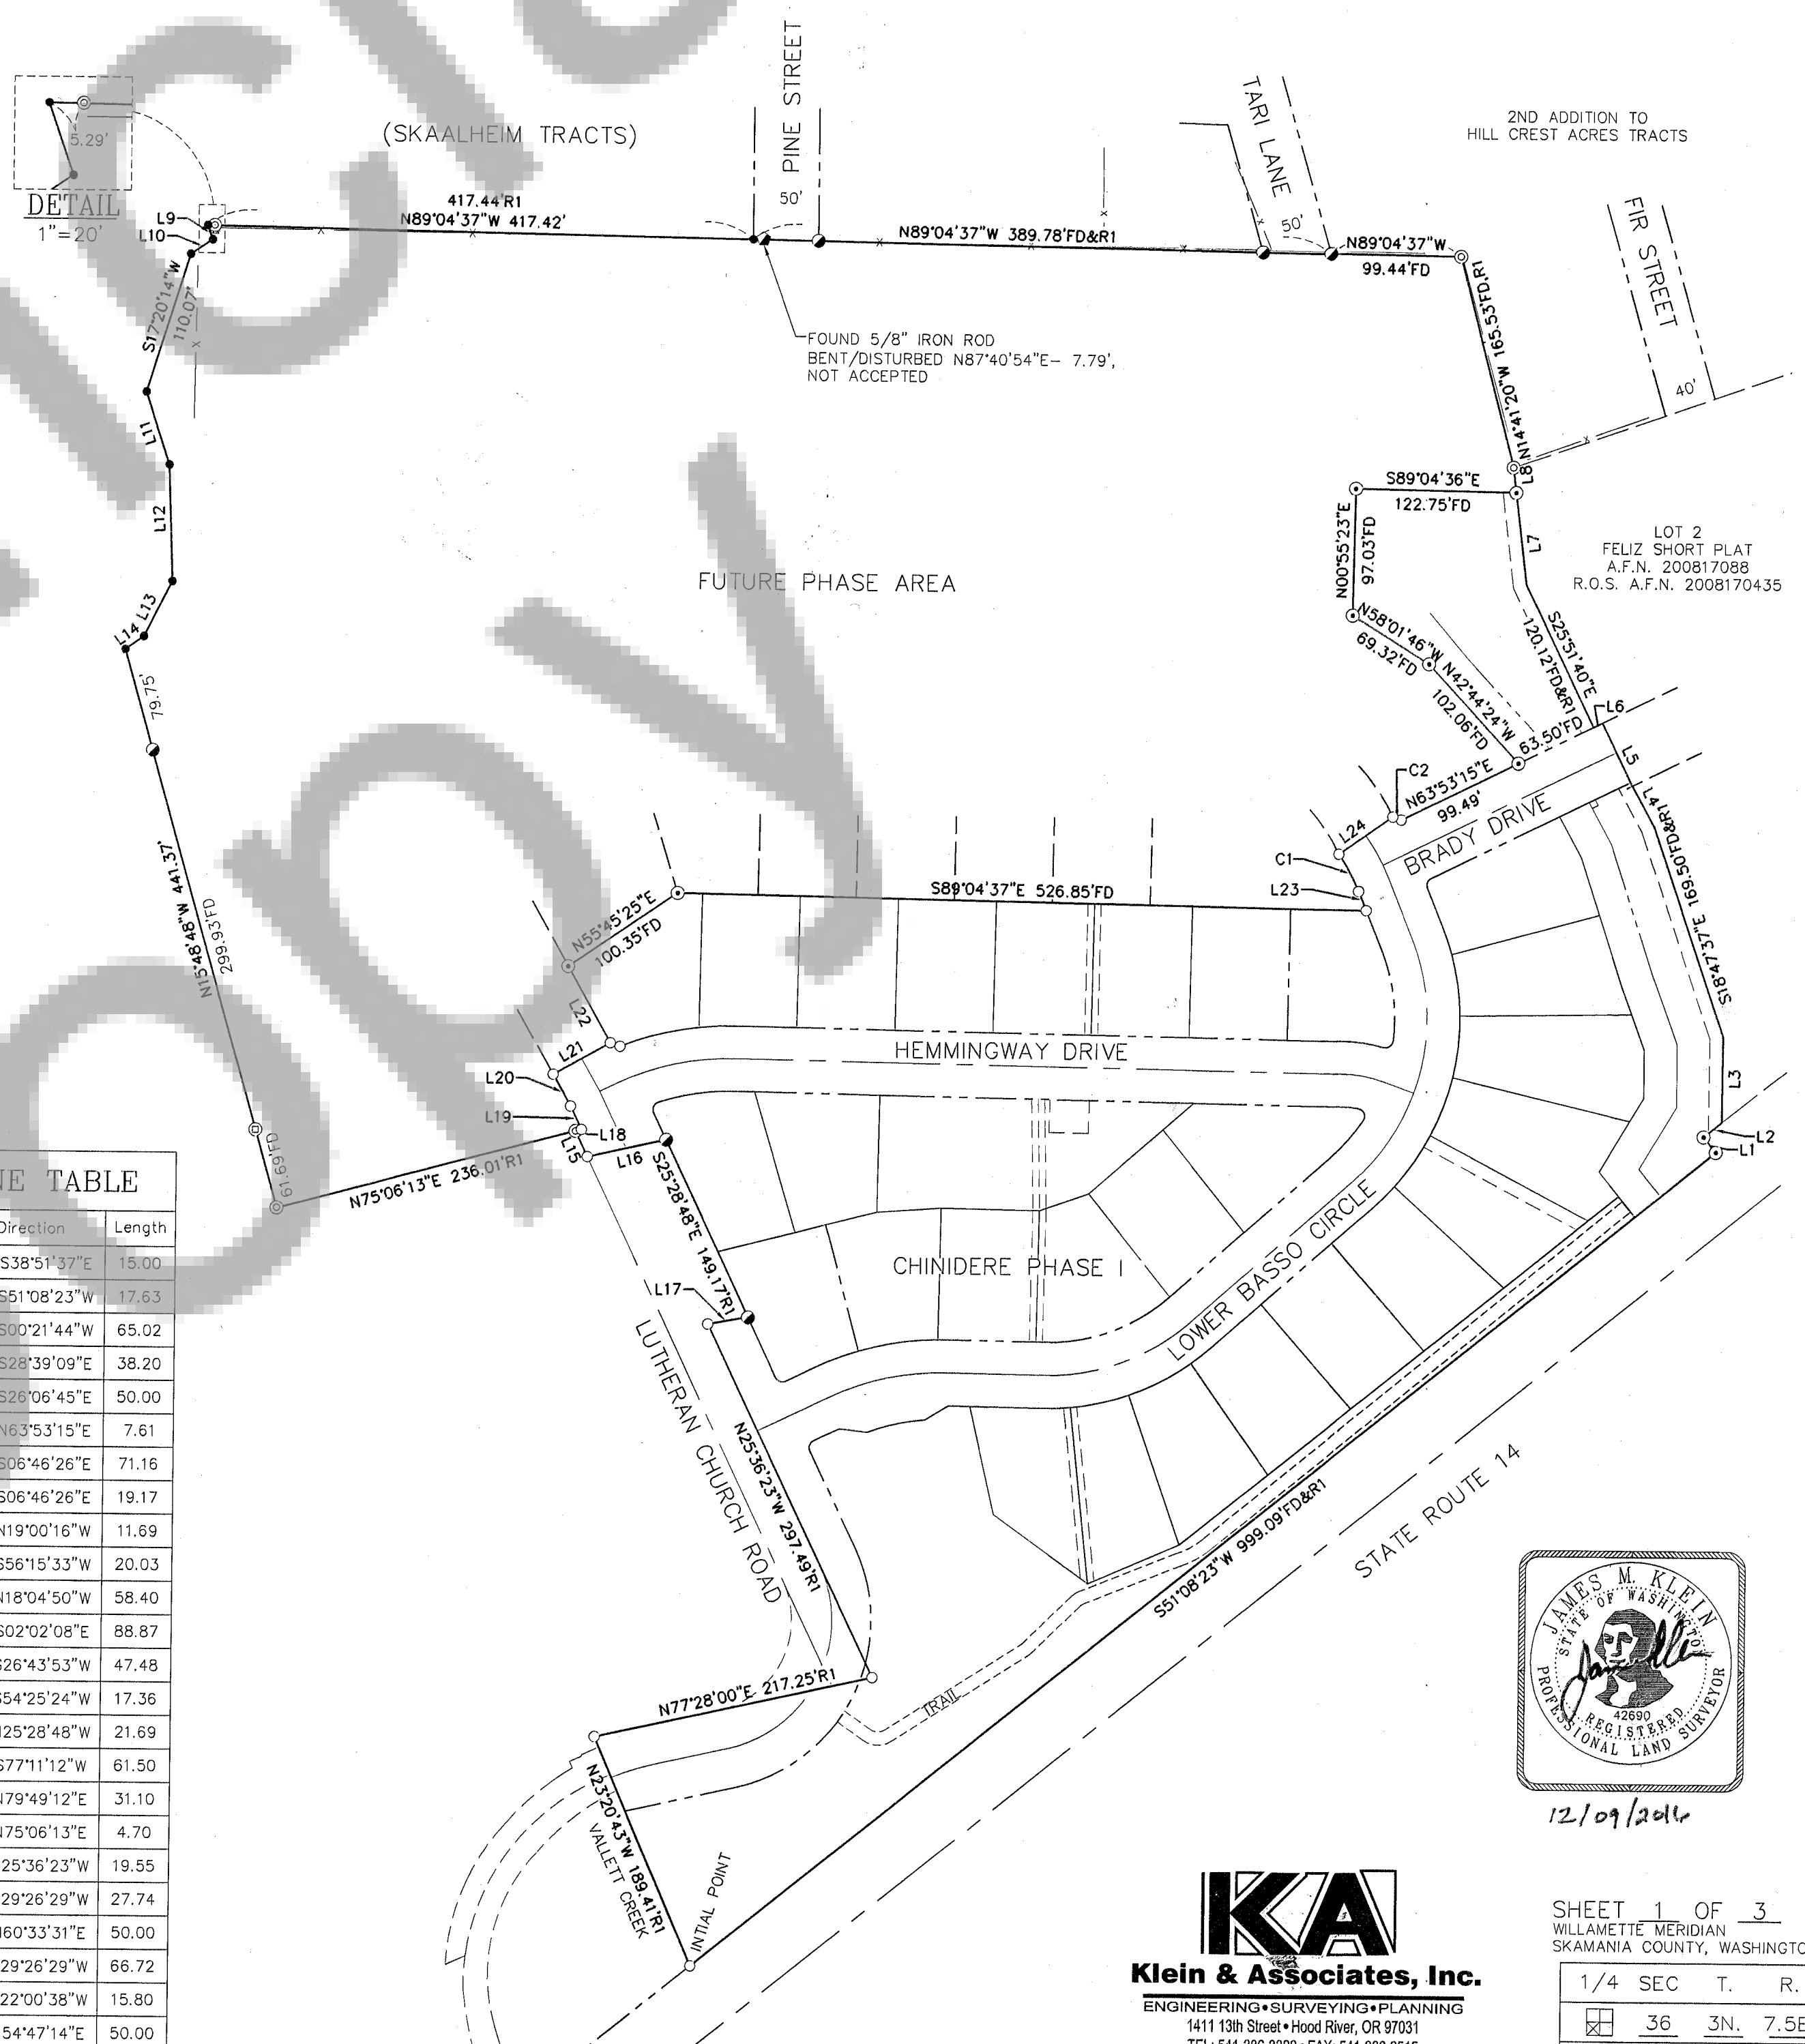 PINE STREET
50'
TARI LANE
50'
2ND ADDITION TO
HILL CREST ACRES TRACTS
(SKAALHEIM TRACTS)
5.29'
DETAIL
1"=20'
L9
L10
417.44'R1
N89°04'37"W 417.42'
N89°04'37"W 389.78'FD&R1
N89°04'37"W
99.44'FD
FIR STREET
40'
S17°20'14"W
110.07'
FOUND 5/8" IRON ROD
BENT/DISTURBED N87°40'54"E- 7.79',
NOT ACCEPTED
N14°41'20"W 165.53'FD,R1
L8
L11
L12
L13
L14
S89°04'36"E
122.75'FD
N00°55'23"E
97.03'FD
L7
LOT 2
FELIZ SHORT PLAT
A.F.N. 200817088
R.O.S. A.F.N. 2008170435
FUTURE PHASE AREA
N58°01'46"W
69.32'FD
N42°44'24"W
102.06'FD
S25°51'40"E
120.12'FD&R1
L6
63.50'FD
L5
79.75'
C2
N63°53'15"E
99.49'
BRADY DRIVE
L4
L24
C1
L23
N15°48'48"W 441.37'
299.93'FD
S89°04'37"E 526.85'FD
N55°45'25"E
100.35'FD
S18°47'37"E 169.50'FD&R1
L22
L21
L20
L19
L18
L15
L16
HEMMINGWAY DRIVE
L3
L2
L1
61.69'FD
N75°06'13"E 236.01'R1
S25°28'48"E 149.17'R1
L17
CHINIDERE PHASE I
LOWER BASSO CIRCLE
LUTHERAN CHURCH ROAD
N25°36'23"W 297.49'R1
S51°08'23"W 999.09'FD&R1
STATE ROUTE 14
N77°28'00"E 217.25'R1
TRAIL
N23°20'43"W 189.41'R1
VALLETT CREEK
INTIAL POINT
NE TABLE
Direction Length
S38°51'37"E 15.00
S51°08'23"W 17.63
S00°21'44"W 65.02
S28°39'09"E 38.20
S26°06'45"E 50.00
N63°53'15"E 7.61
S06°46'26"E 71.16
S06°46'26"E 19.17
N19°00'16"W 11.69
S56°15'33"W 20.03
N18°04'50"W 58.40
S02°02'08"E 88.87
S26°43'53"W 47.48
S54°25'24"W 17.36
25°28'48"W 21.69
S77°11'12"W 61.50
N79°49'12"E 31.10
N75°06'13"E 4.70
25°36'23"W 19.55
29°26'29"W 27.74
60°33'31"E 50.00
29°26'29"W 66.72
22°00'38"W 15.80
54°47'14"E 50.00
JAMES M. KLEIN
STATE OF WASHINGTON
42690
REGISTERED
PROFESSIONAL LAND SURVEYOR
12/09/2016
KA
Klein & Associates, Inc.
ENGINEERING•SURVEYING•PLANNING
1411 13th Street • Hood River, OR 97031
SHEET 1 OF 3
WILLAMETTE MERIDIAN
SKAMANIA COUNTY, WASHINGTO
1/4 SEC T. R.
36 3N. 7.5E